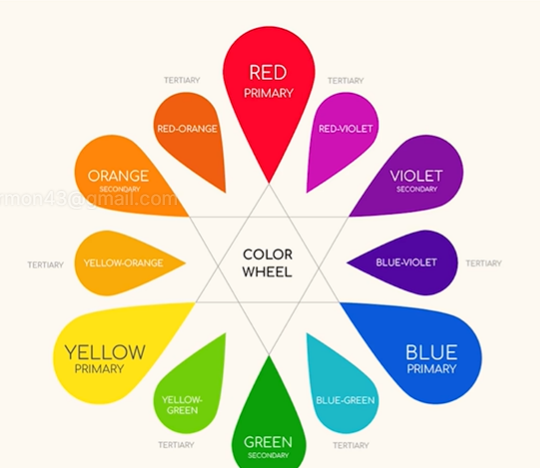 RED
PRIMARY
TERTIARY
TERTIARY
RED-ORANGE
RED-VIOLET
ORANGE
SECONDARY
VIOLET
SECONDARY
rmon43@gmail.com
COLOR
WHEEL
TERTIARY
YELLOW-ORANGE
BLUE-VIOLET
TERTIARY
YELLOW
PRIMARY
BLUE
PRIMARY
YELLOW-
GREEN
BLUE-GREEN
GREEN
SECONDARY
TERTIARY
TERTIARY